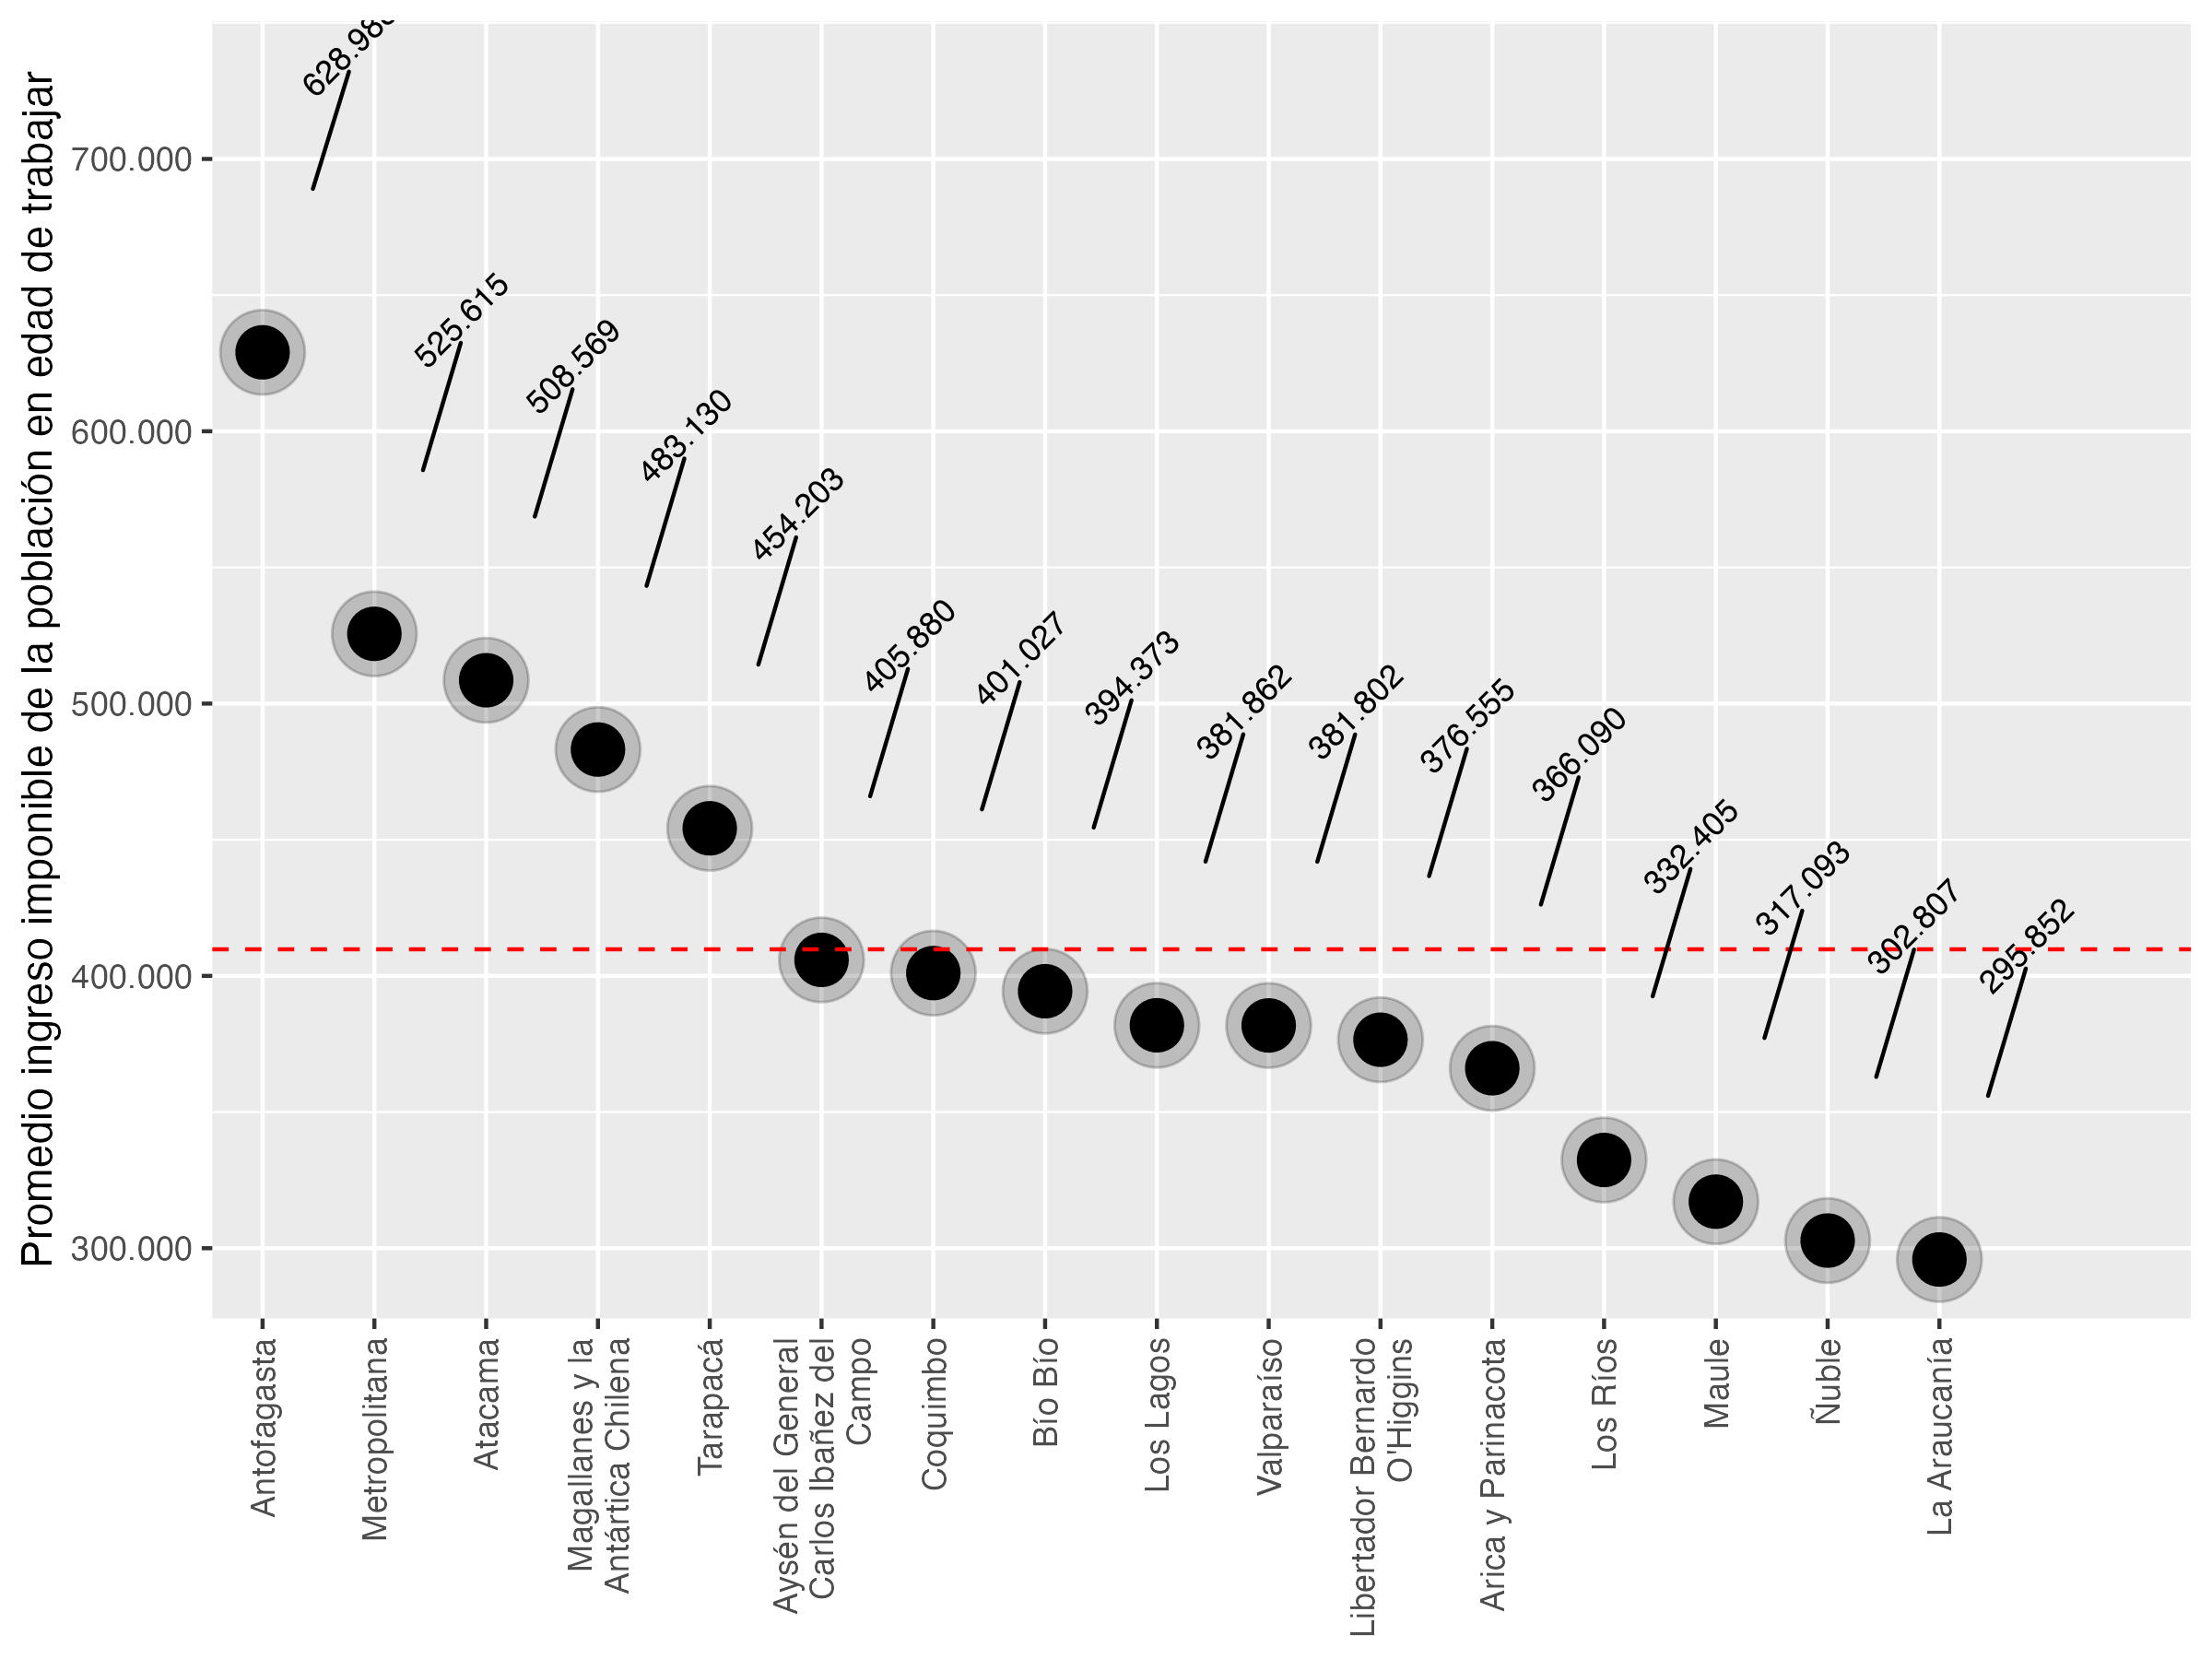 Promedio ingreso imponible de la población en edad de trabajar
700.000
600.000
500.000
400.000
300.000
525.615
508.569
483.130
454.203
405.880
401.027
394.373
381.862
381.802
376.555
366.090
332.405
317.093
302.807
295.852
Antofagasta
Metropolitana
Atacama
Magallanes y la
Antártica Chilena
Tarapacá
Aysén del General
Carlos Ibañez del
Campo
Coquimbo
Bío Bío
Los Lagos
Valparaíso
Libertador Bernardo
O'Higgins
Arica y Parinacota
Los Ríos
Maule
Ñuble
La Araucanía